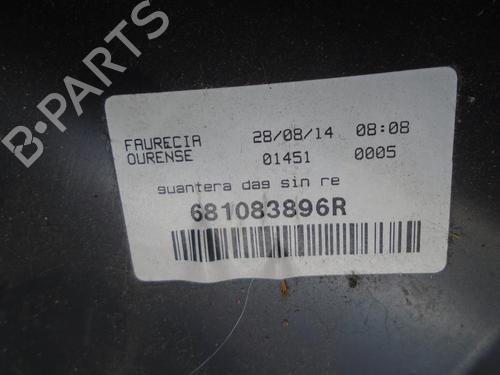 B-PARTS
FAURECIA 28/08/14 08:08
OURENSE 01451 0005
guantera dag sin re
681083896R